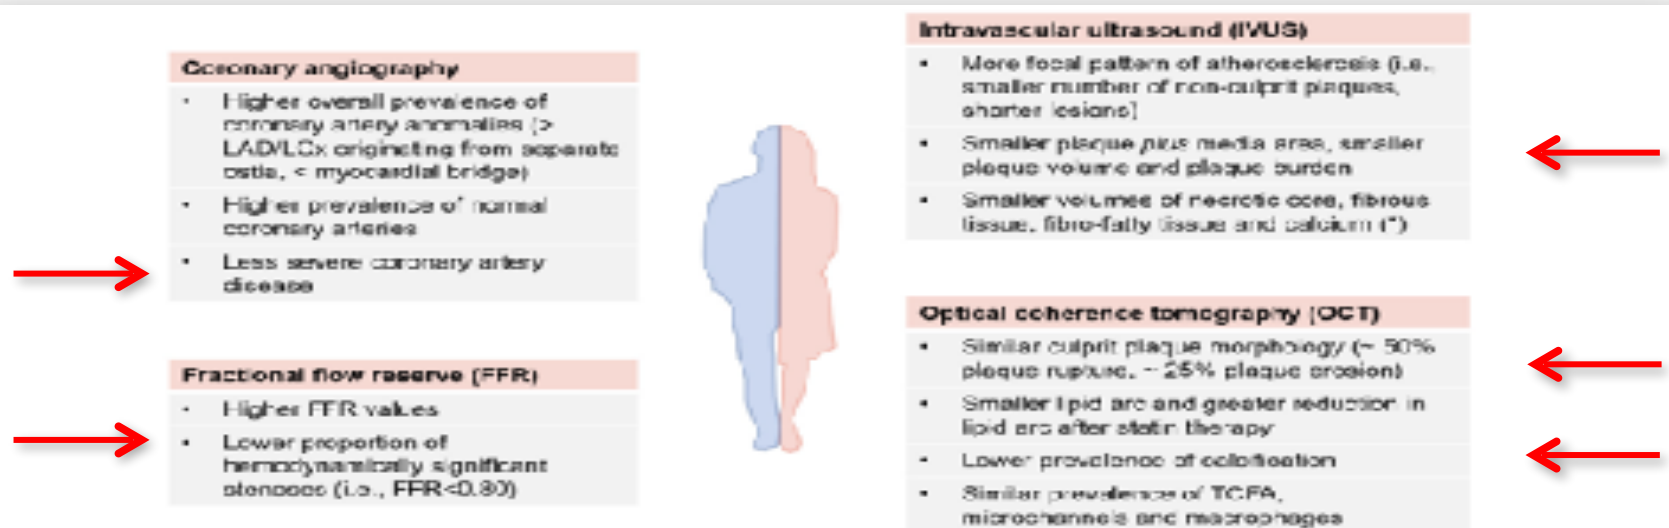 Coronary angiography
• Higher overall prevalence of
coronary artery anomalies (>
LAD/LCx originating from separate
ostia, < myocardial bridge)
• Higher prevalence of normal
coronary arteries
• Less severe coronary artery
disease
Fractional flow reserve (FFR)
• Higher FFR values
• Lower proportion of
hemodynamically significant
stenoses (i.e., FFR<0.80)
Intravascular ultrasound (IVUS)
• More focal pattern of atherosclerosis (i.e.,
smaller number of non-culprit plaques,
shorter lesions)
• Smaller plaque plus media area, smaller
plaque volume and plaque burden
• Smaller volumes of necrotic core, fibrous
tissue, fibro-fatty tissue and calcium (*)
Optical coherence tomography (OCT)
• Similar culprit plaque morphology (~ 50%
plaque rupture, ~ 25% plaque erosion)
• Smaller lipid arc and greater reduction in
lipid arc after statin therapy
• Lower prevalence of calcification
• Similar prevalence of TCFA,
microchannels and macrophages